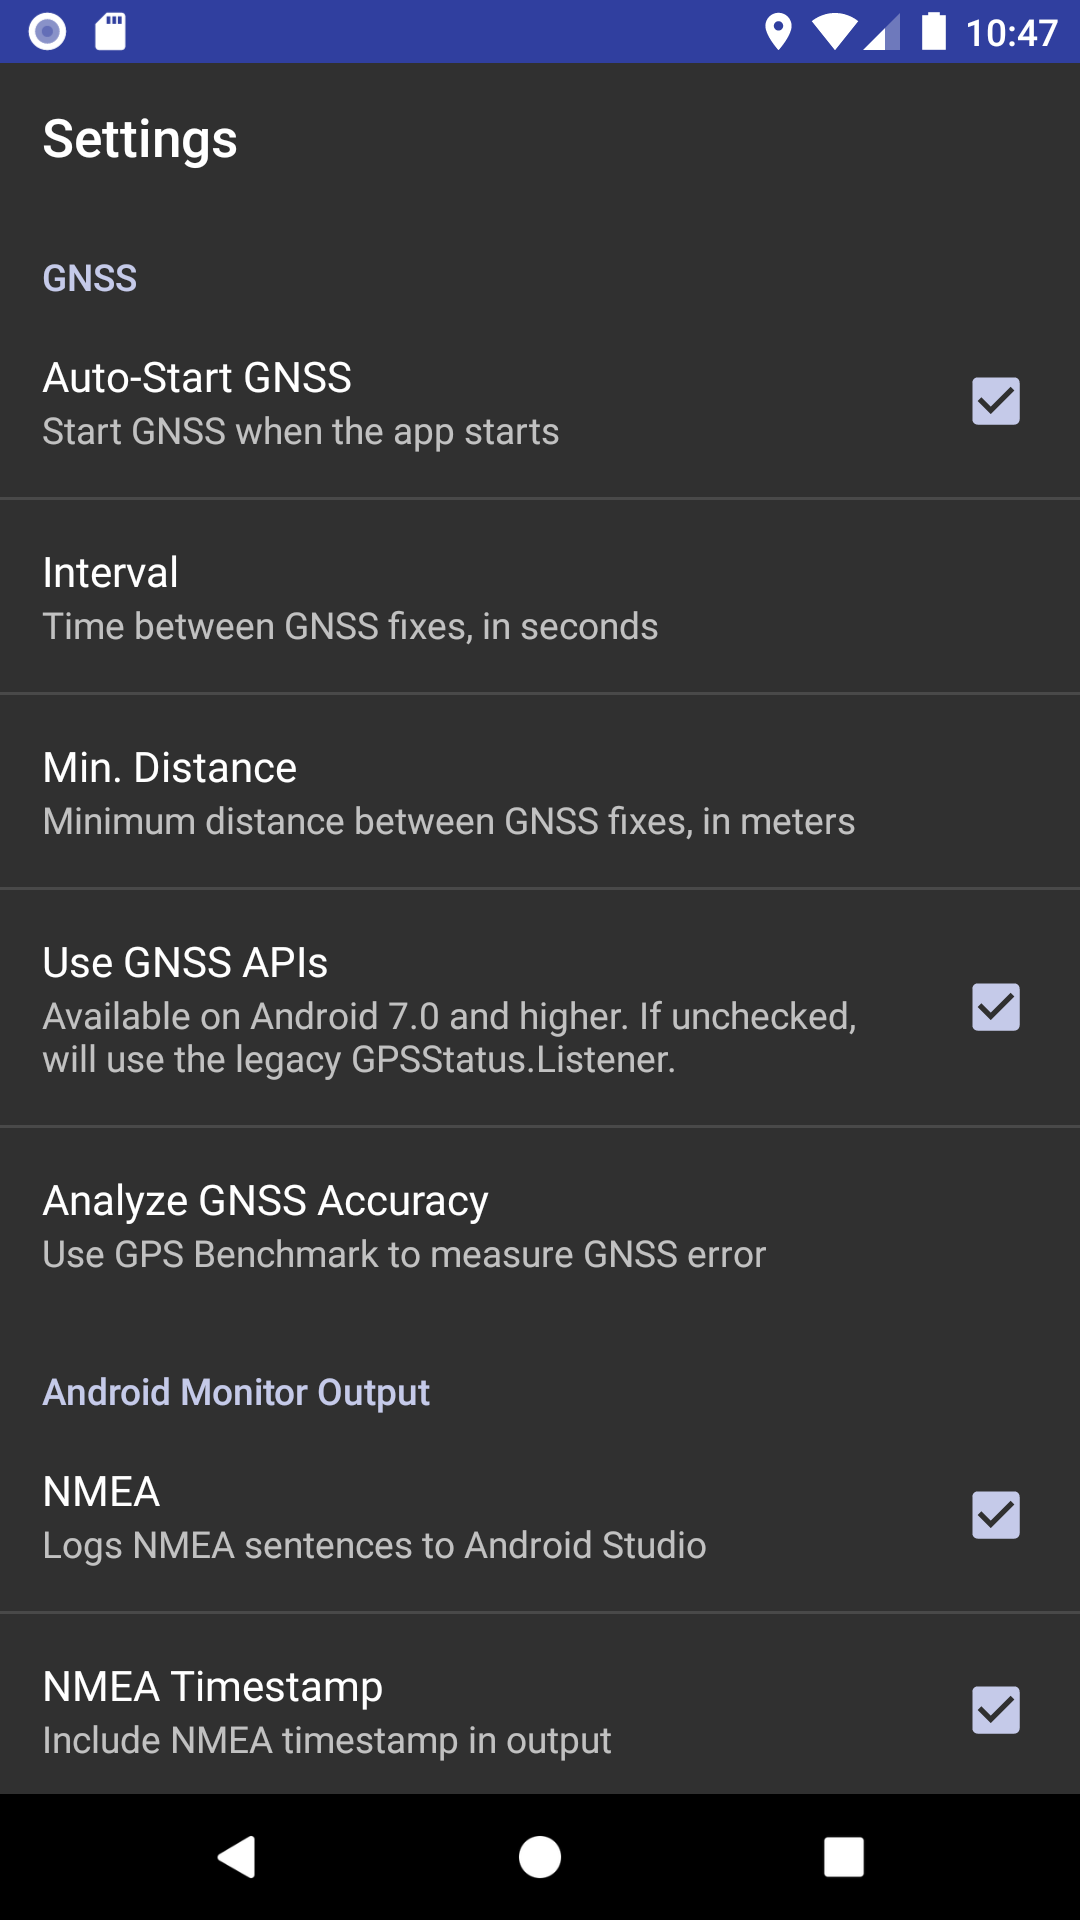 10:47
Settings
GNSS
Auto-Start GNSS
Start GNSS when the app starts
Interval
Time between GNSS fixes, in seconds
Min. Distance
Minimum distance between GNSS fixes, in meters
Use GNSS APIs
Available on Android 7.0 and higher. If unchecked,
will use the legacy GPSStatus.Listener.
Analyze GNSS Accuracy
Use GPS Benchmark to measure GNSS error
Android Monitor Output
NMEA
Logs NMEA sentences to Android Studio
NMEA Timestamp
Include NMEA timestamp in output